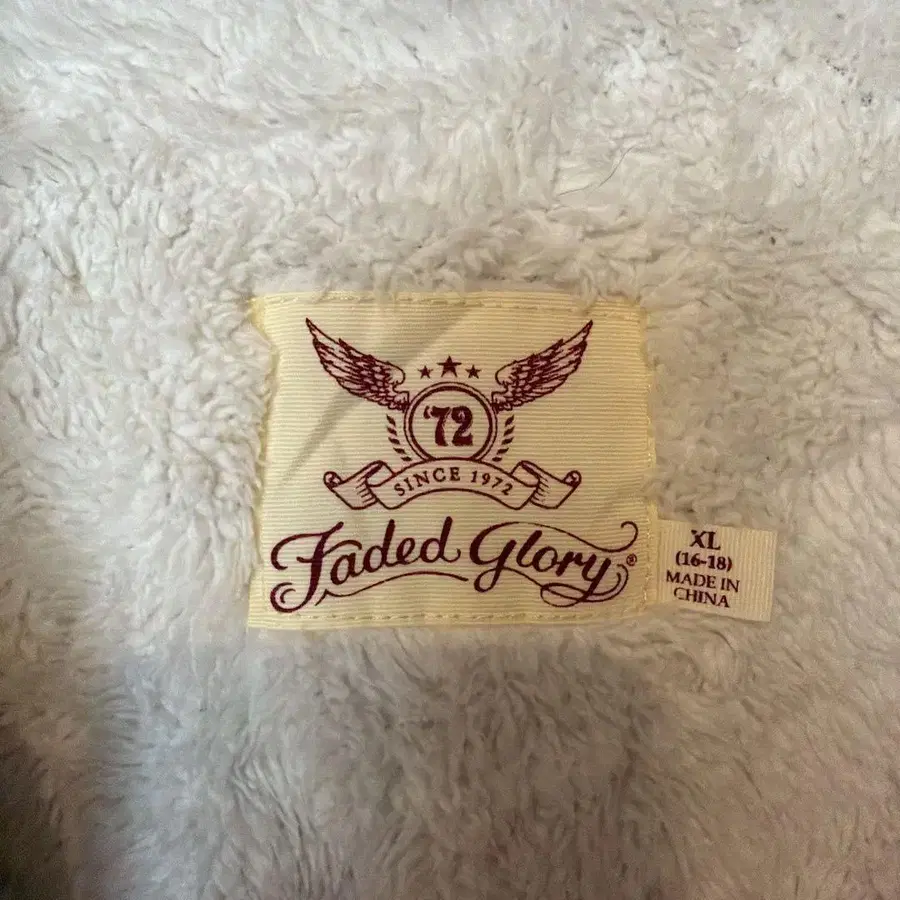 ‘72
SINCE 1972
Faded Glory®
XL
(16-18)
MADE IN
CHINA